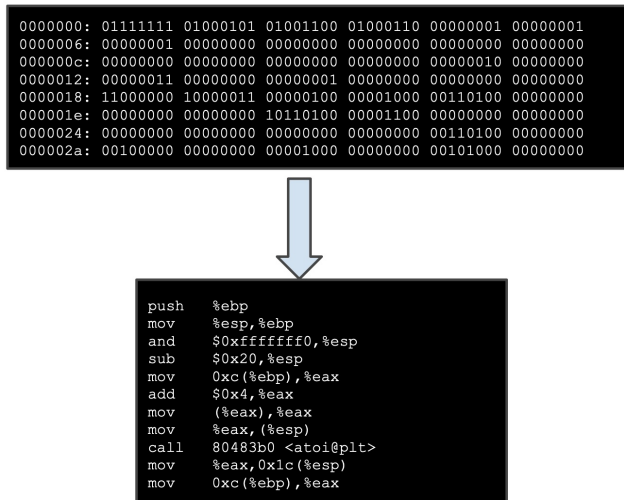 0000000: 01111111 01000101 01001100 01000110 00000001 00000001
0000006: 00000001 00000000 00000000 00000000 00000000 00000000
000000c: 00000000 00000000 00000000 00000000 00000010 00000000
0000012: 00000011 00000000 00000001 00000000 00000000 00000000
0000018: 11000000 10000011 00000100 00001000 00110100 00000000
000001e: 00000000 00000000 10110100 00001100 00000000 00000000
0000024: 00000000 00000000 00000000 00000000 00110100 00000000
000002a: 00100000 00000000 00001000 00000000 00101000 00000000
push %ebp
mov %esp,%ebp
and $0xfffffff0,%esp
sub $0x20,%esp
mov 0xc(%ebp),%eax
add $0x4,%eax
mov (%eax),%eax
mov %eax,(%esp)
call 80483b0 <atoi@plt>
mov %eax,0x1c(%esp)
mov 0xc(%ebp),%eax